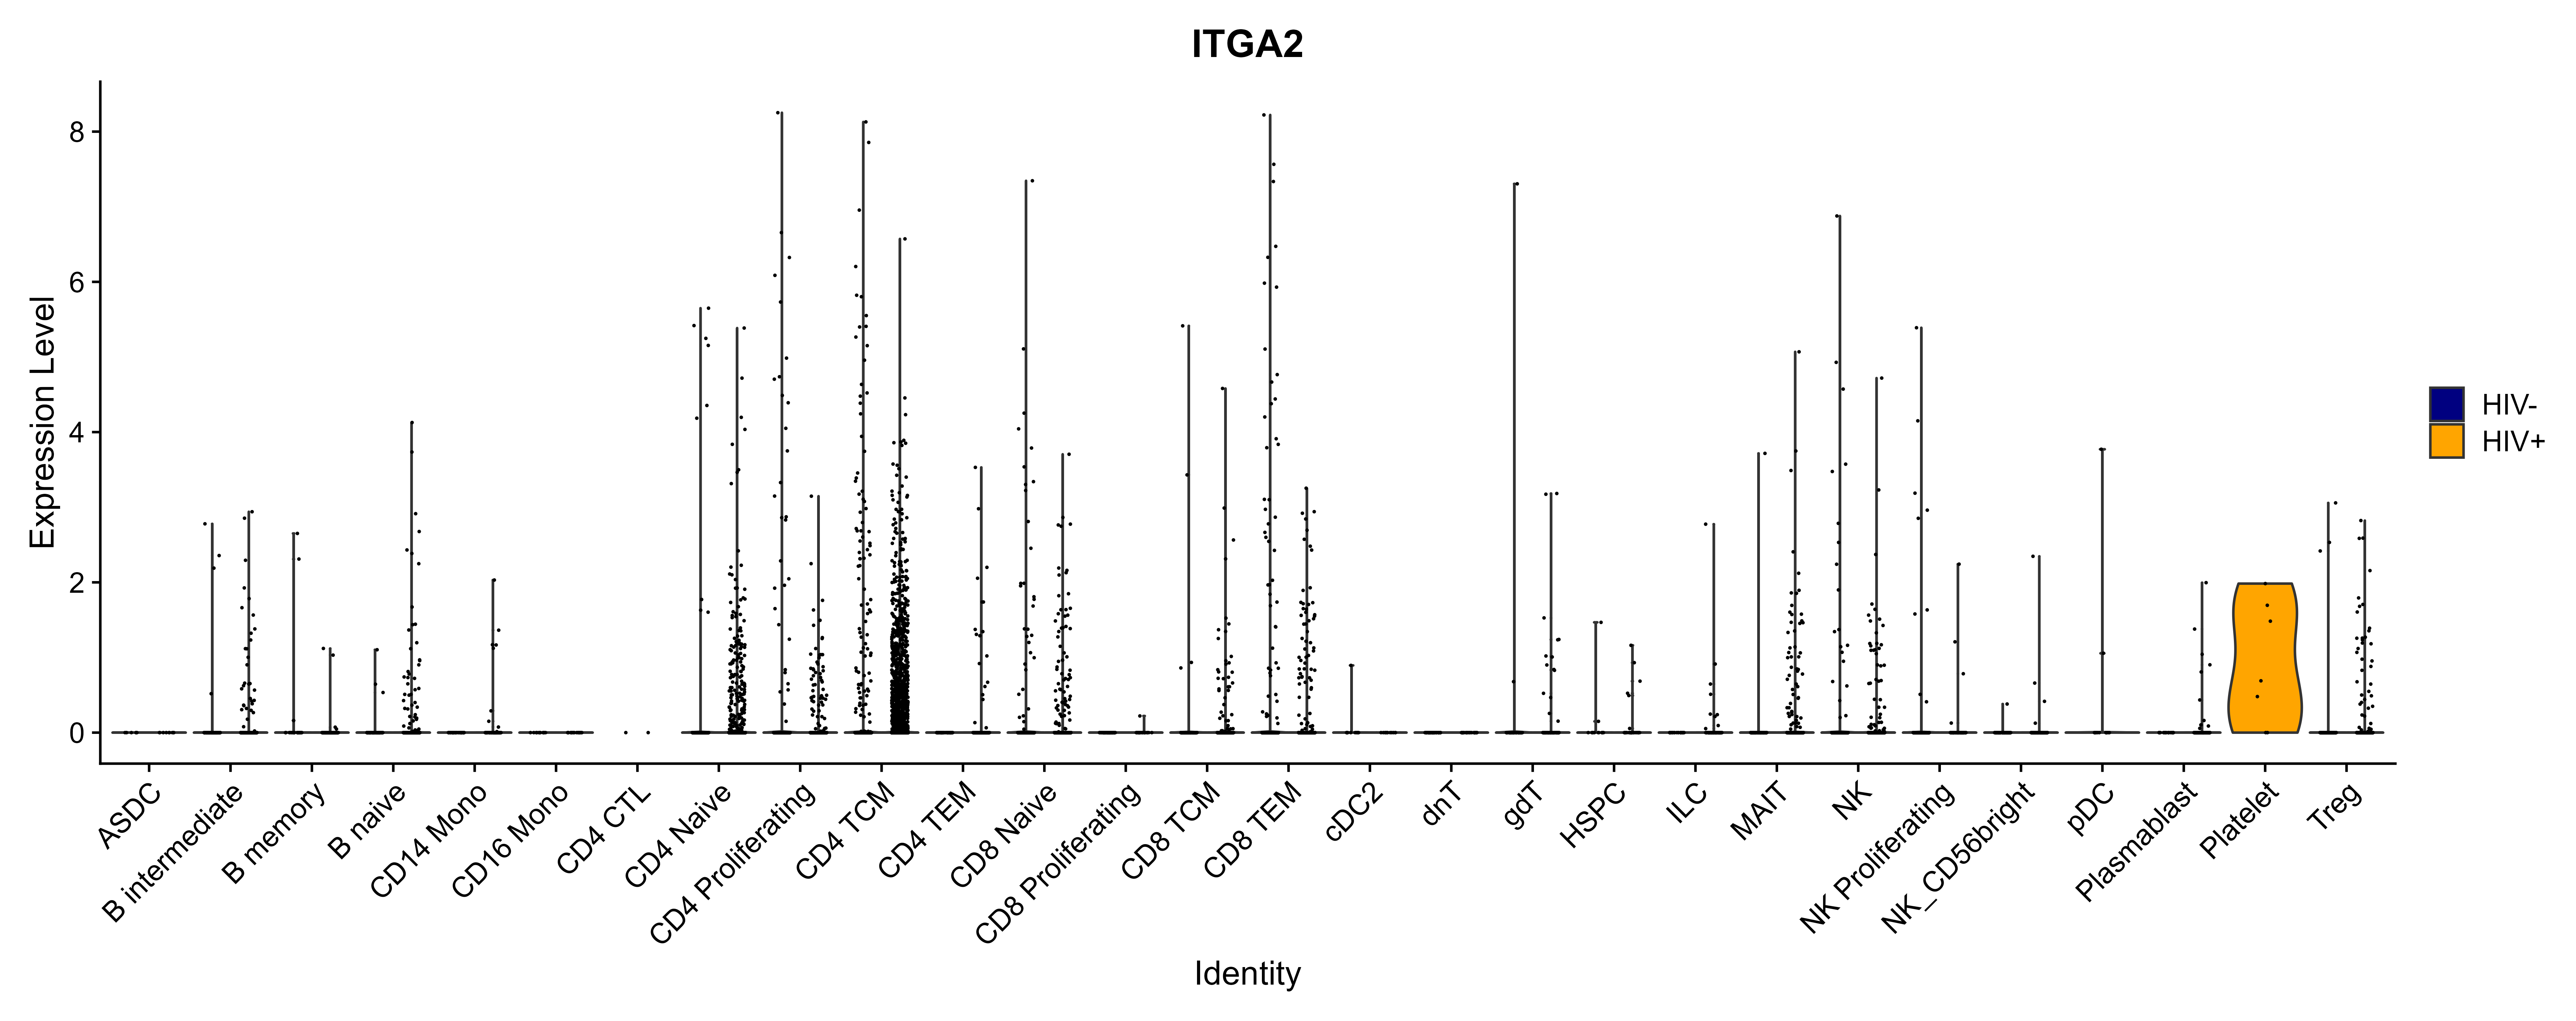 ITGA2
Expression Level
8
6
4
2
0
HIV-
HIV+
ASDC
B intermediate
B memory
B naive
CD14 Mono
CD16 Mono
CD4 CTL
CD4 Naive
CD4 Proliferating
CD4 TCM
CD4 TEM
CD8 Naive
CD8 Proliferating
CD8 TCM
CD8 TEM
cDC2
dnT
gdT
HSPC
ILC
MAIT
NK
NK Proliferating
NK_CD56bright
pDC
Plasmablast
Platelet
Treg
Identity